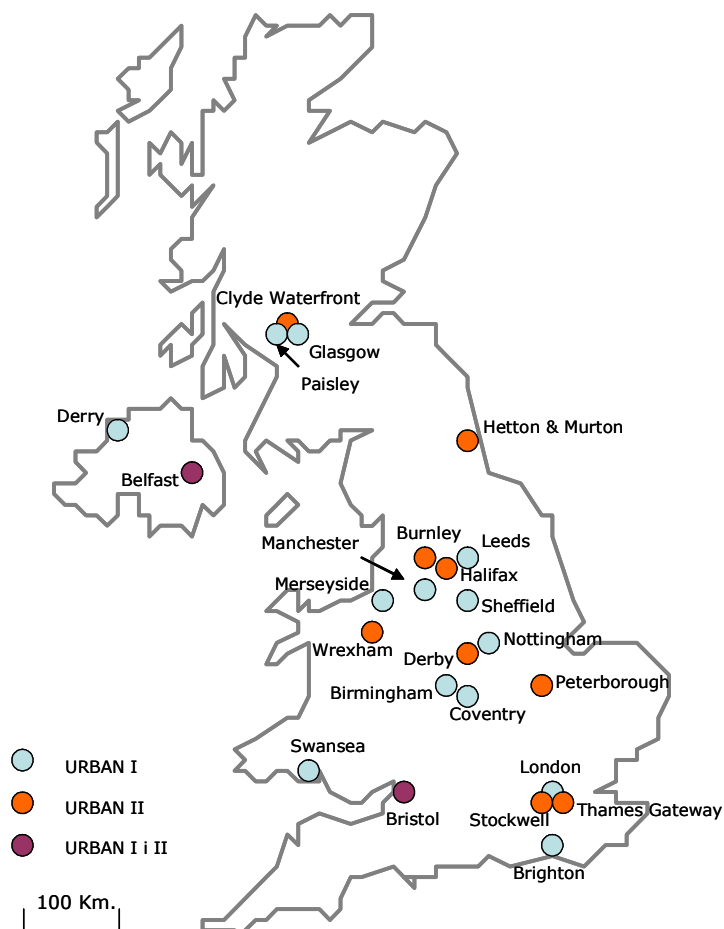 Clyde Waterfront
Glasgow
Paisley
Derry
Hetton & Murton
Belfast
Burnley
Leeds
Manchester
Halifax
Merseyside
Sheffield
Nottingham
Wrexham
Derby
Peterborough
Birmingham
Coventry
Swansea
London
URBAN I
Stockwell
Thames Gateway
URBAN II
Bristol
URBAN I i II
Brighton
100 Km.